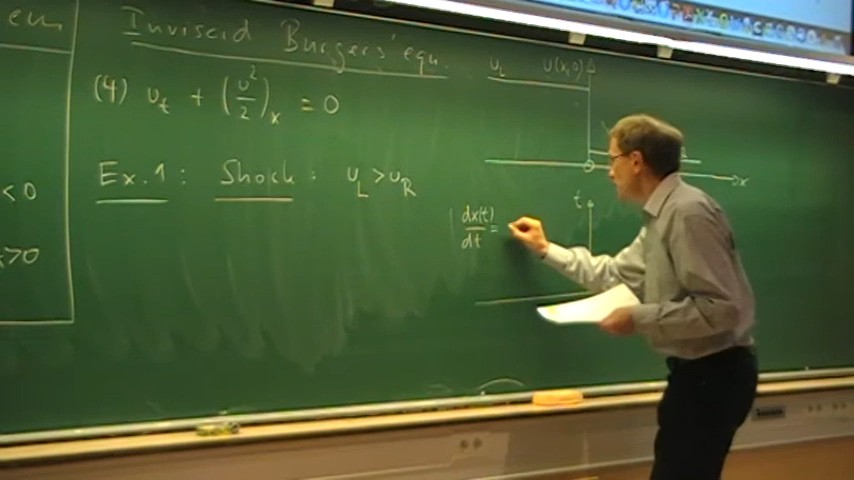 em
<0
>0
Inviscid Burgers' equ.
(4) u_t + (u²/2)_x = 0
Ex. 1 : Shock : u_L > u_R
u_L u(x,0)
x
t
dx(t)/dt =